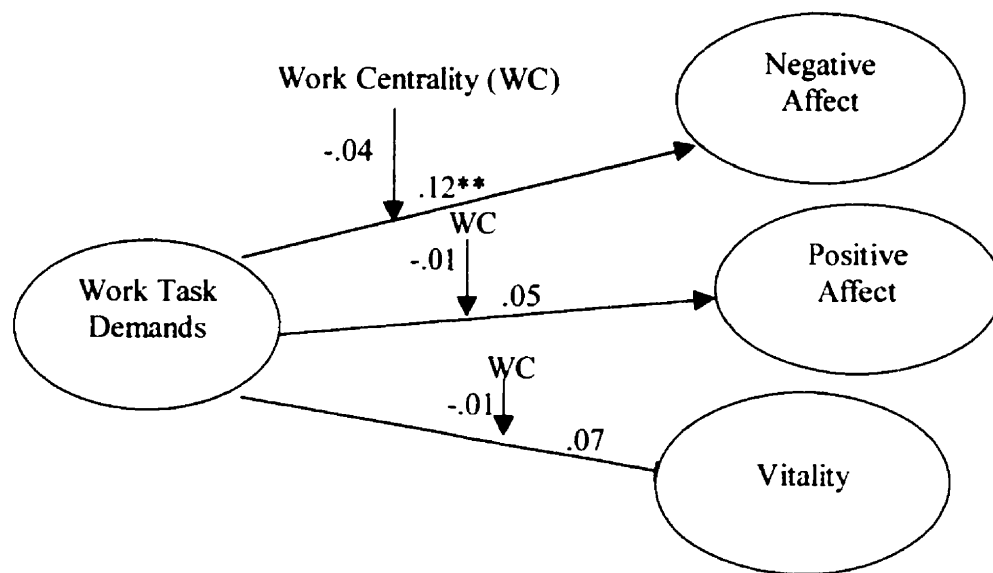 Work Centrality (WC)
Negative
Affect
-.04
.12**
WC
-.01
.05
Positive
Affect
Work Task
Demands
WC
-.01
.07
Vitality